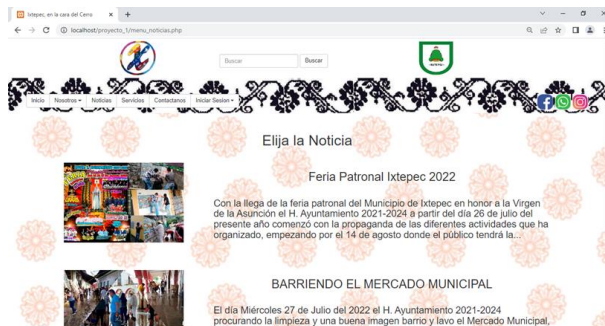 Ixtepec, en la cara del Cerro
localhost/proyecto_1/menu_noticias.php
Buscar Buscar
Inicio Nosotros Noticias Servicios Contactanos Iniciar Sesion
Elija la Noticia
Feria Patronal Ixtepec 2022
Con la llega de la feria patronal del Municipio de Ixtepec en honor a la Virgen
de la Asunción el H. Ayuntamiento 2021-2024 a partir del día 26 de julio del
presente año comenzó con la propaganda de las diferentes actividades que ha
organizado, empezando por el 14 de agosto donde el público tendrá la...
BARRIENDO EL MERCADO MUNICIPAL
El día Miércoles 27 de Julio del 2022 el H. Ayuntamiento 2021-2024
procurando la limpieza y una buena imagen barrio y lavo el Mercado Municipal,